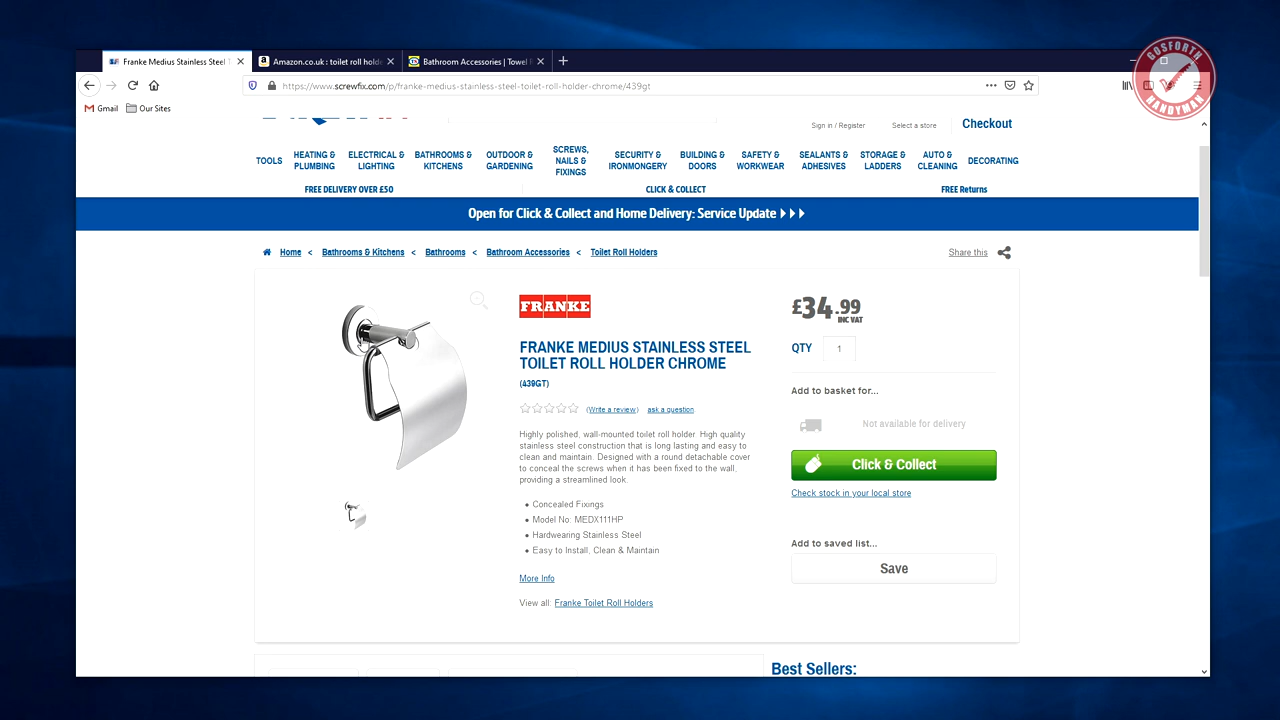 Franke Medius Stainless Steel
Amazon.co.uk : toilet roll holde
Bathroom Accessories | Towel
GOSFORTH
HANDYMAN
https://www.screwfix.com/p/franke-medius-stainless-steel-toilet-roll-holder-chrome/439gt
Gmail
Our Sites
Sign in / Register
Select a store
Checkout
TOOLS
HEATING &
PLUMBING
ELECTRICAL &
LIGHTING
BATHROOMS &
KITCHENS
OUTDOOR &
GARDENING
SCREWS,
NAILS &
FIXINGS
SECURITY &
IRONMONGERY
BUILDING &
DOORS
SAFETY &
WORKWEAR
SEALANTS &
ADHESIVES
STORAGE &
LADDERS
AUTO &
CLEANING
DECORATING
FREE DELIVERY OVER £50
CLICK & COLLECT
FREE Returns
Open for Click & Collect and Home Delivery: Service Update
Home < Bathrooms & Kitchens < Bathrooms < Bathroom Accessories < Toilet Roll Holders
Share this
FRANKE
FRANKE MEDIUS STAINLESS STEEL
TOILET ROLL HOLDER CHROME
(439GT)
(Write a review) ask a question
Highly polished, wall-mounted toilet roll holder. High quality
stainless steel construction that is long lasting and easy to
clean and maintain. Designed with a round detachable cover
to conceal the screws when it has been fixed to the wall,
providing a streamlined look.
• Concealed Fixings
• Model No: MEDX111HP
• Hardwearing Stainless Steel
• Easy to Install, Clean & Maintain
More Info
View all: Franke Toilet Roll Holders
£34.99
INC VAT
QTY 1
Add to basket for...
Not available for delivery
Click & Collect
Check stock in your local store
Add to saved list...
Save
Best Sellers: